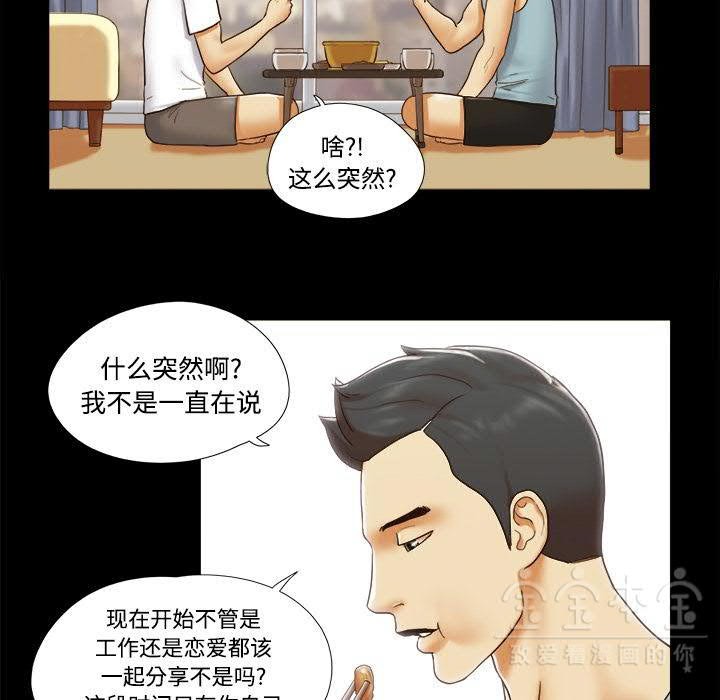 啥?!
这么突然?
什么突然啊?
我不是一直在说
现在开始不管是
工作还是恋爱都该
一起分享不是吗?
致爱看漫画的你